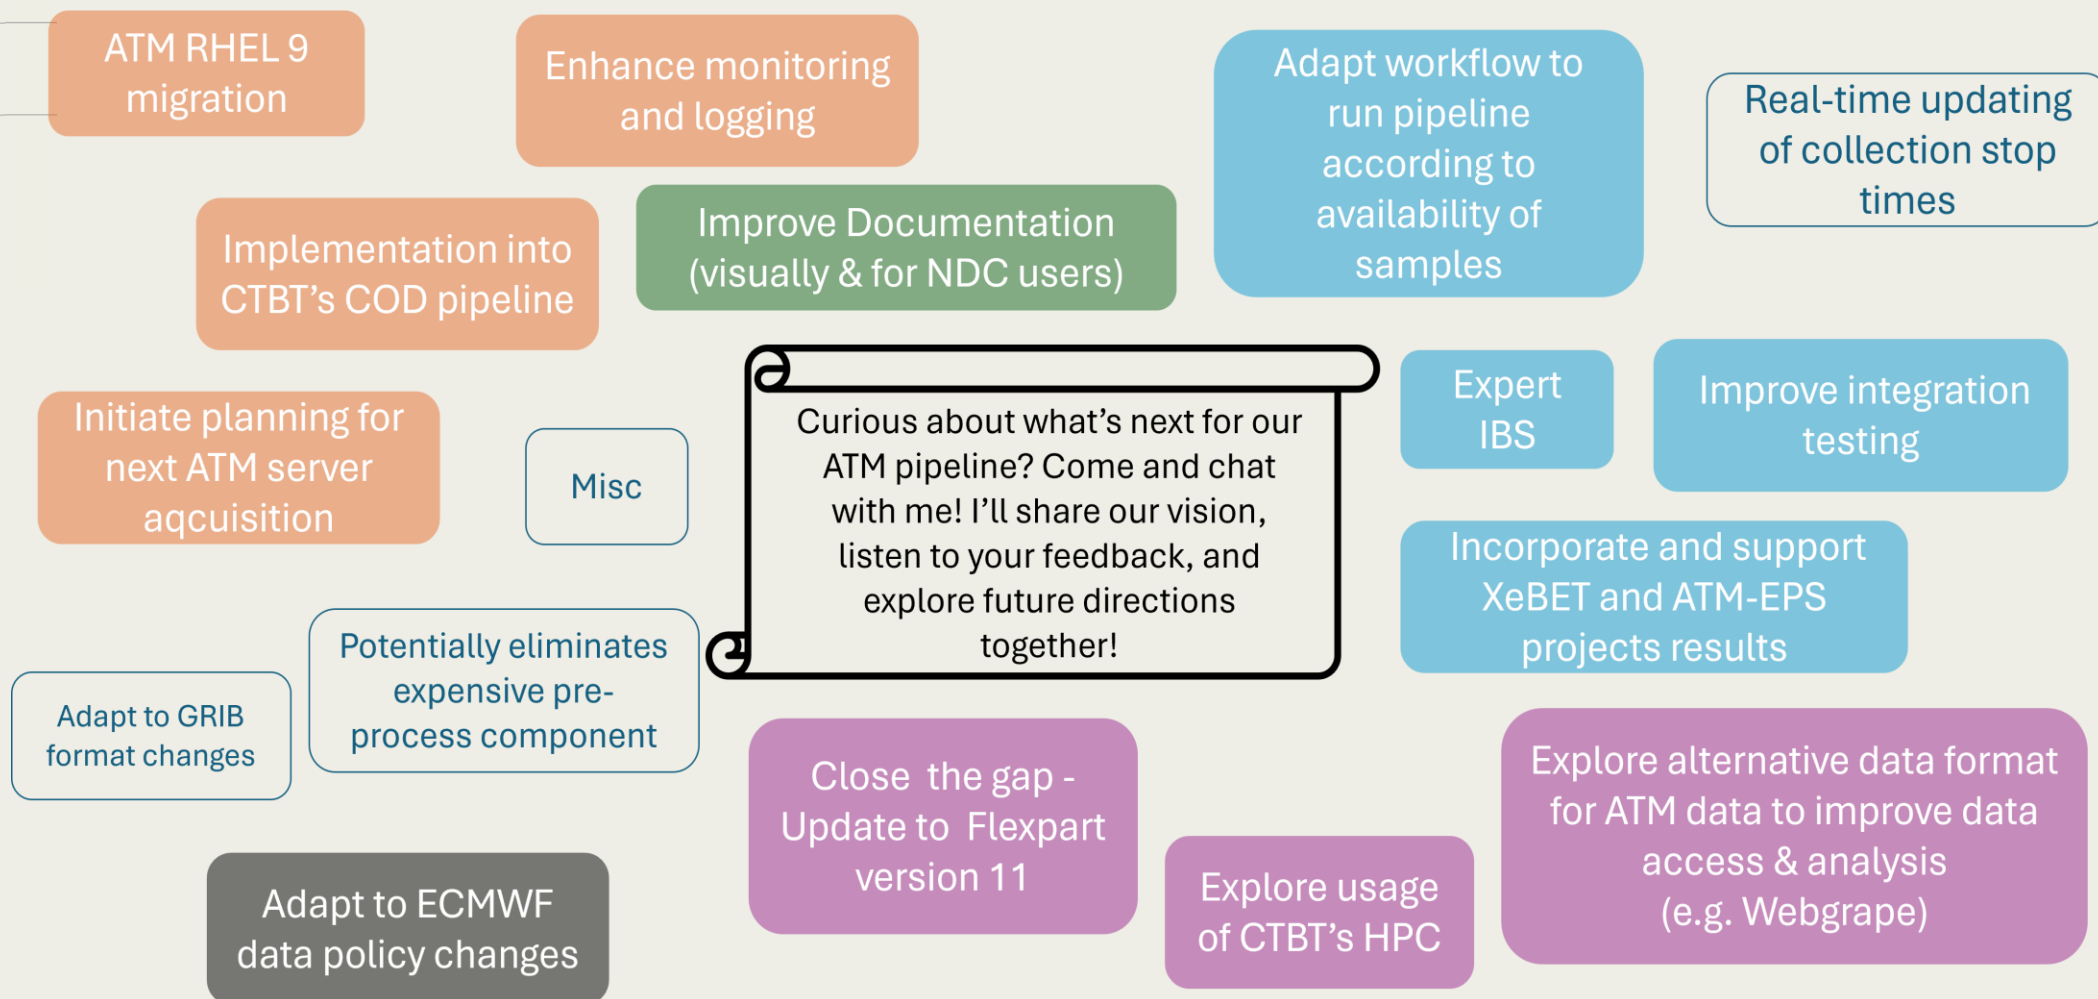 ATM RHEL 9
migration
Enhance monitoring
and logging
Adapt workflow to
run pipeline
according to
availability of
samples
Real-time updating
of collection stop
times
Implementation into
CTBT's COD pipeline
Improve Documentation
(visually & for NDC users)
Initiate planning for
next ATM server
aqcuisition
Misc
Curious about what's next for our
ATM pipeline? Come and chat
with me! I'll share our vision,
listen to your feedback, and
explore future directions
together!
Expert
IBS
Improve integration
testing
Incorporate and support
XeBET and ATM-EPS
projects results
Potentially eliminates
expensive pre-
process component
Adapt to GRIB
format changes
Close the gap -
Update to Flexpart
version 11
Explore alternative data format
for ATM data to improve data
access & analysis
(e.g. Webgrape)
Adapt to ECMWF
data policy changes
Explore usage
of CTBT's HPC